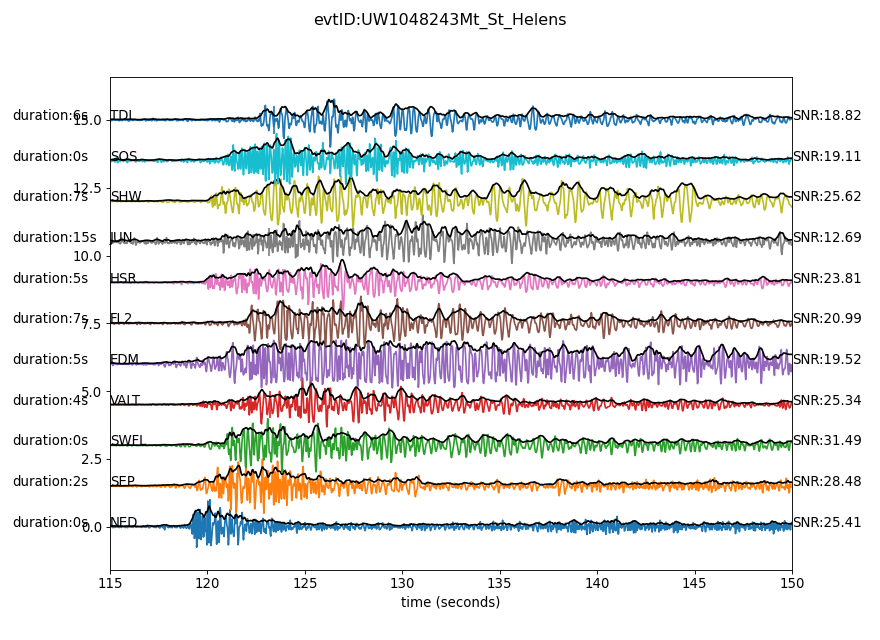 evtID:UW1048243Mt_St_Helens
duration:6s TDL SNR:18.82
15.0
duration:0s SOS SNR:19.11
12.5
duration:7s SHW SNR:25.62
duration:15s JUN SNR:12.69
10.0
duration:5s HSR SNR:23.81
duration:7s FL2 SNR:20.99
7.5
duration:5s EDM SNR:19.52
5.0
duration:4s VALT SNR:25.34
duration:0s SWFL SNR:31.49
2.5
duration:2s SEP SNR:28.48
duration:0s NED SNR:25.41
0.0
115 120 125 130 135 140 145 150
time (seconds)